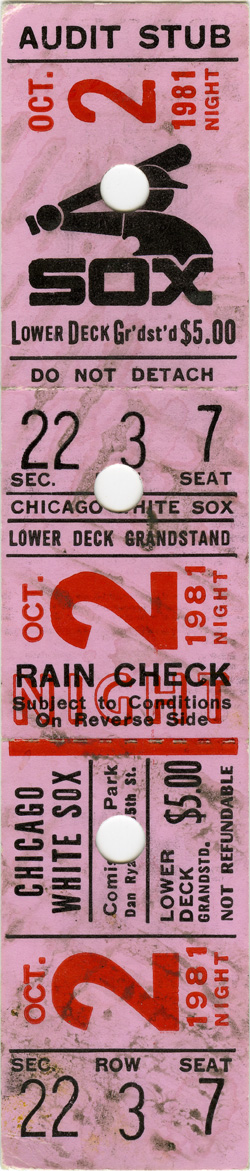 AUDIT STUB
OCT. 2 1981 NIGHT
SOX
LOWER DECK Gr'dst'd $5.00
DO NOT DETACH
22 3 7
SEC. SEAT
CHICAGO HITE SOX
LOWER DECK GRANDSTAND
OCT. 2 1981 NIGHT
RAIN CHECK
NIGHT
Subject to Conditions
On Reverse Side
CHICAGO
WHITE SOX
Park
Dan
St.
LOWER
DECK $5.00
GRANDSTD.
NOT REFUNDABLE
OCT. 2 1981 NIGHT
SEC. ROW SEAT
22 3 7